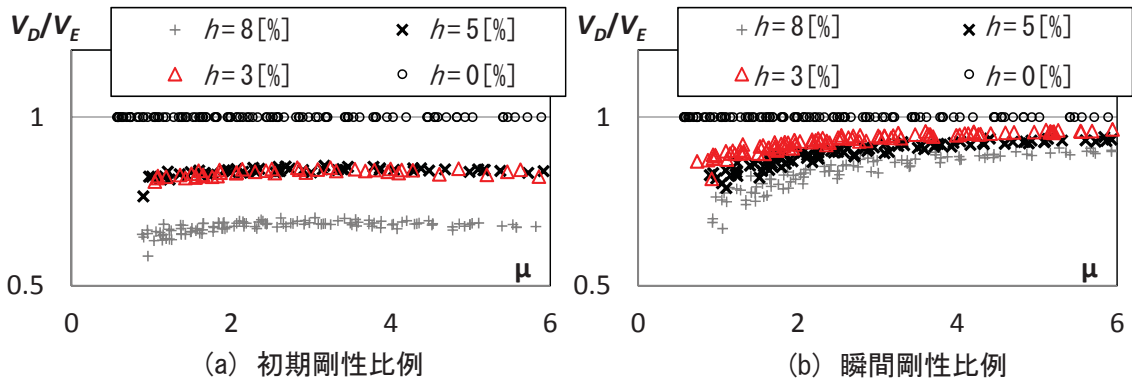 V_D/V_E
h=8[%] h=5[%]
h=3[%] h=0[%]
1
0.5
μ
0 2 4 6
(a) 初期剛性比例
V_D/V_E
h=8[%] h=5[%]
h=3[%] h=0[%]
1
0.5
μ
0 2 4 6
(b) 瞬間剛性比例